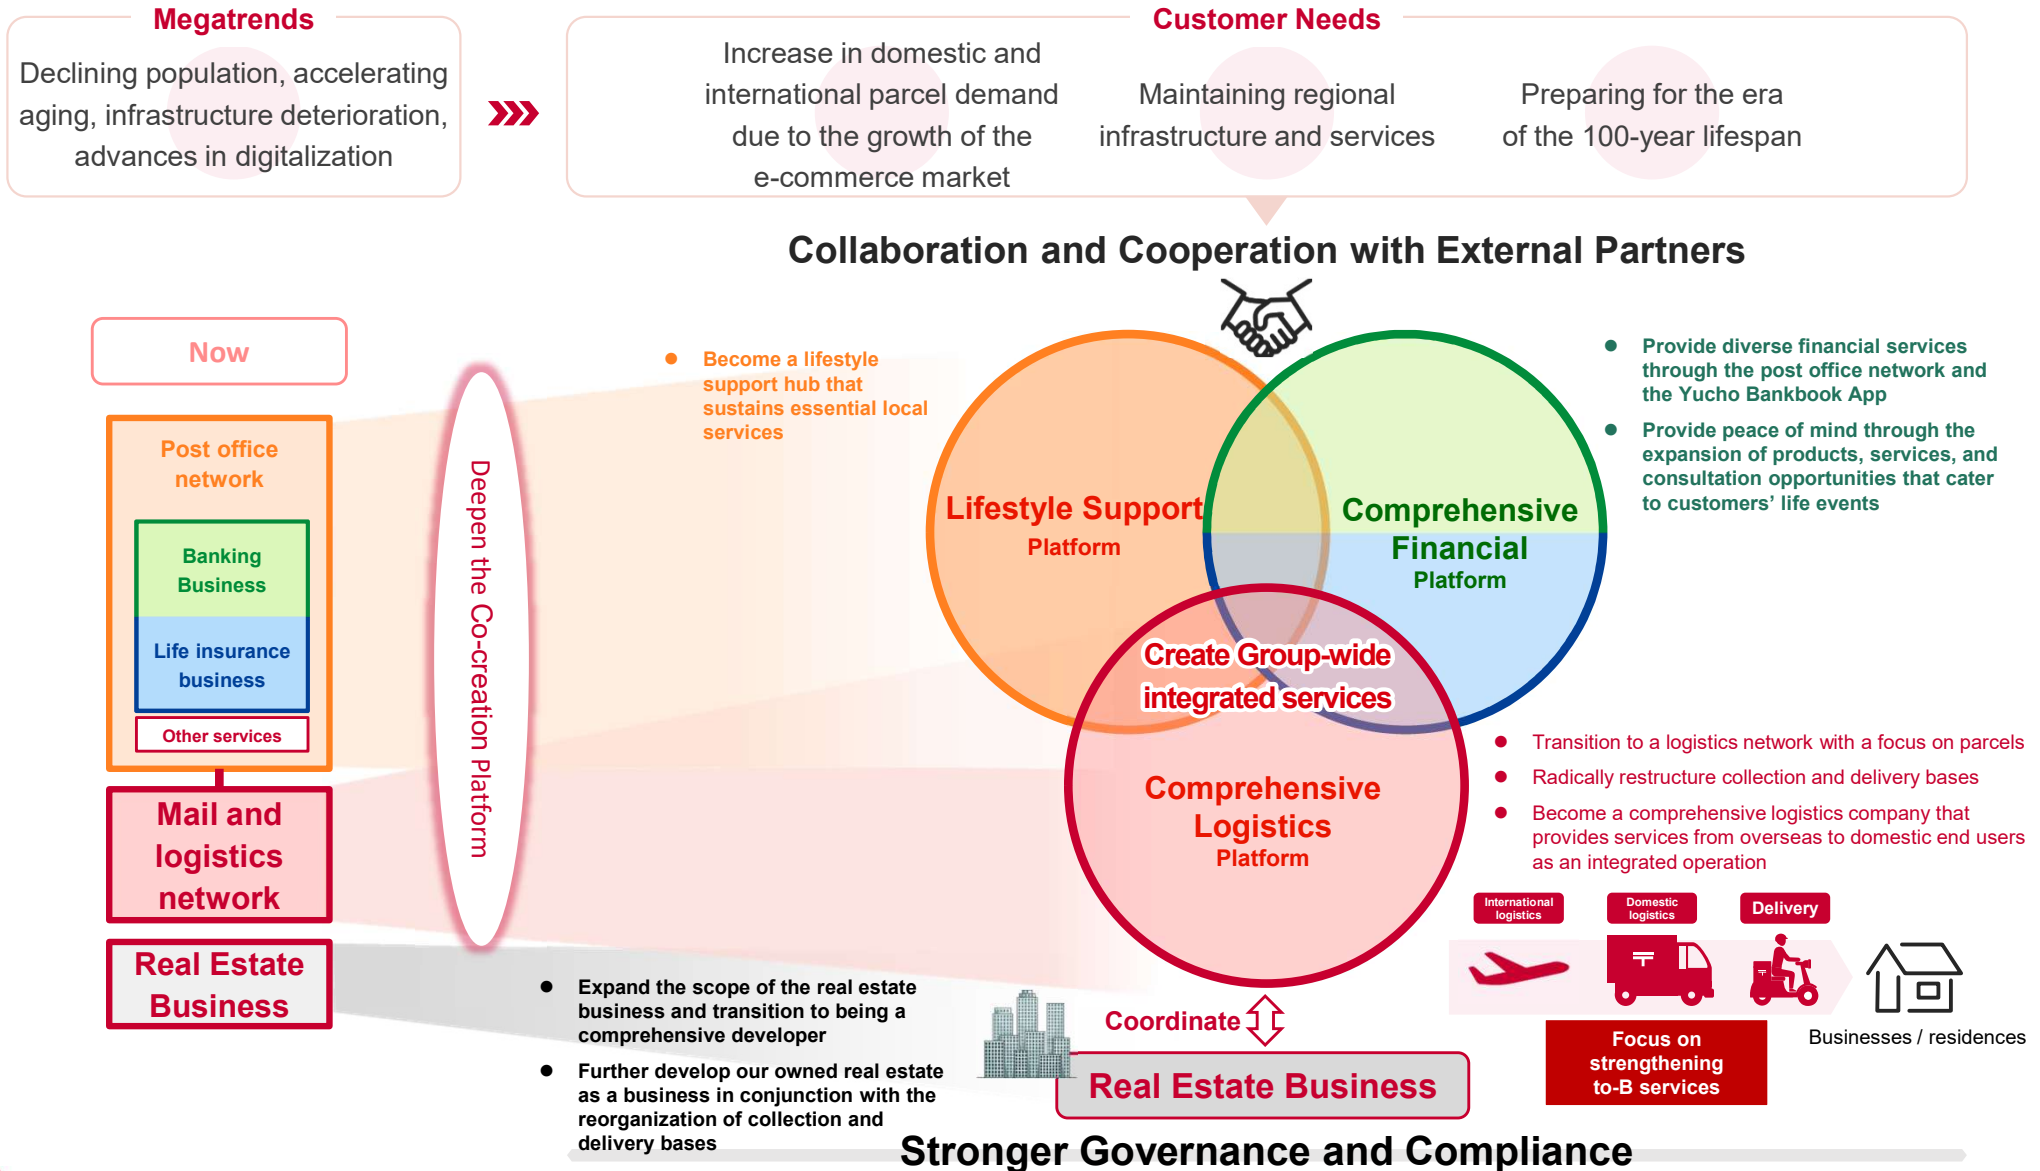 Megatrends
Declining population, accelerating
aging, infrastructure deterioration,
advances in digitalization
Customer Needs
Increase in domestic and
international parcel demand
due to the growth of the
e-commerce market
Maintaining regional
infrastructure and services
Preparing for the era
of the 100-year lifespan
Collaboration and Cooperation with External Partners
Now
Post office
network
Banking
Business
Life insurance
business
Other services
Mail and
logistics
network
Real Estate
Business
Deepen the Co-creation Platform
● Become a lifestyle
support hub that
sustains essential local
services
Lifestyle Support
Platform
Comprehensive
Financial
Platform
Create Group-wide
integrated services
Comprehensive
Logistics
Platform
● Provide diverse financial services
through the post office network and
the Yucho Bankbook App
● Provide peace of mind through the
expansion of products, services, and
consultation opportunities that cater
to customers’ life events
● Transition to a logistics network with a focus on parcels
● Radically restructure collection and delivery bases
● Become a comprehensive logistics company that
provides services from overseas to domestic end users
as an integrated operation
International
logistics
Domestic
logistics
Delivery
〒
〒
Businesses / residences
Focus on
strengthening
to-B services
● Expand the scope of the real estate
business and transition to being a
comprehensive developer
● Further develop our owned real estate
as a business in conjunction with the
reorganization of collection and
delivery bases
Coordinate
Real Estate Business
Stronger Governance and Compliance